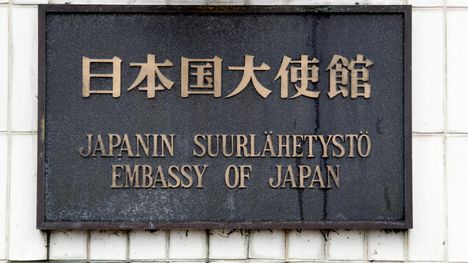 日本国大使館
JAPANIN SUURLÄHETYSTÖ
EMBASSY OF JAPAN